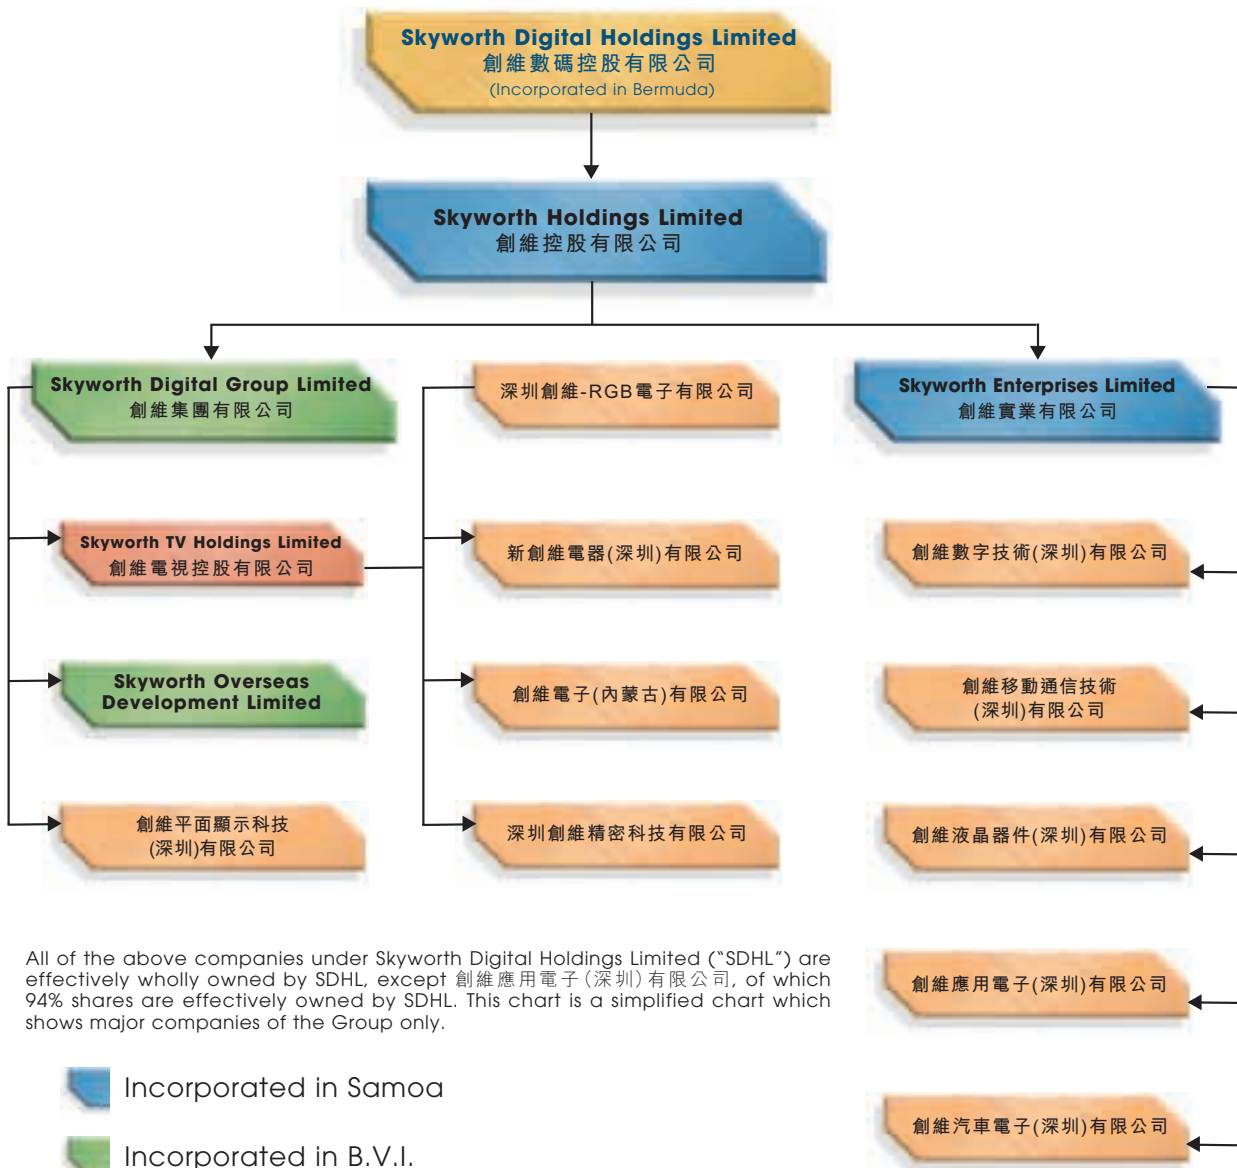 Skyworth Digital Holdings Limited
創維數碼控股有限公司
(Incorporated in Bermuda)
Skyworth Holdings Limited
創維控股有限公司
Skyworth Digital Group Limited
創維集團有限公司
深圳創維-RGB電子有限公司
Skyworth Enterprises Limited
創維實業有限公司
Skyworth TV Holdings Limited
創維電視控股有限公司
新創維電器(深圳)有限公司
創維數字技術(深圳)有限公司
Skyworth Overseas
Development Limited
創維電子(內蒙古)有限公司
創維移動通信技術
(深圳)有限公司
創維平面顯示科技
(深圳)有限公司
深圳創維精密科技有限公司
創維液晶器件(深圳)有限公司
All of the above companies under Skyworth Digital Holdings Limited (“SDHL”) are
effectively wholly owned by SDHL, except 創維應用電子(深圳)有限公司, of which
94% shares are effectively owned by SDHL. This chart is a simplified chart which
shows major companies of the Group only.
創維應用電子(深圳)有限公司
Incorporated in Samoa
創維汽車電子(深圳)有限公司
Incorporated in B.V.I.